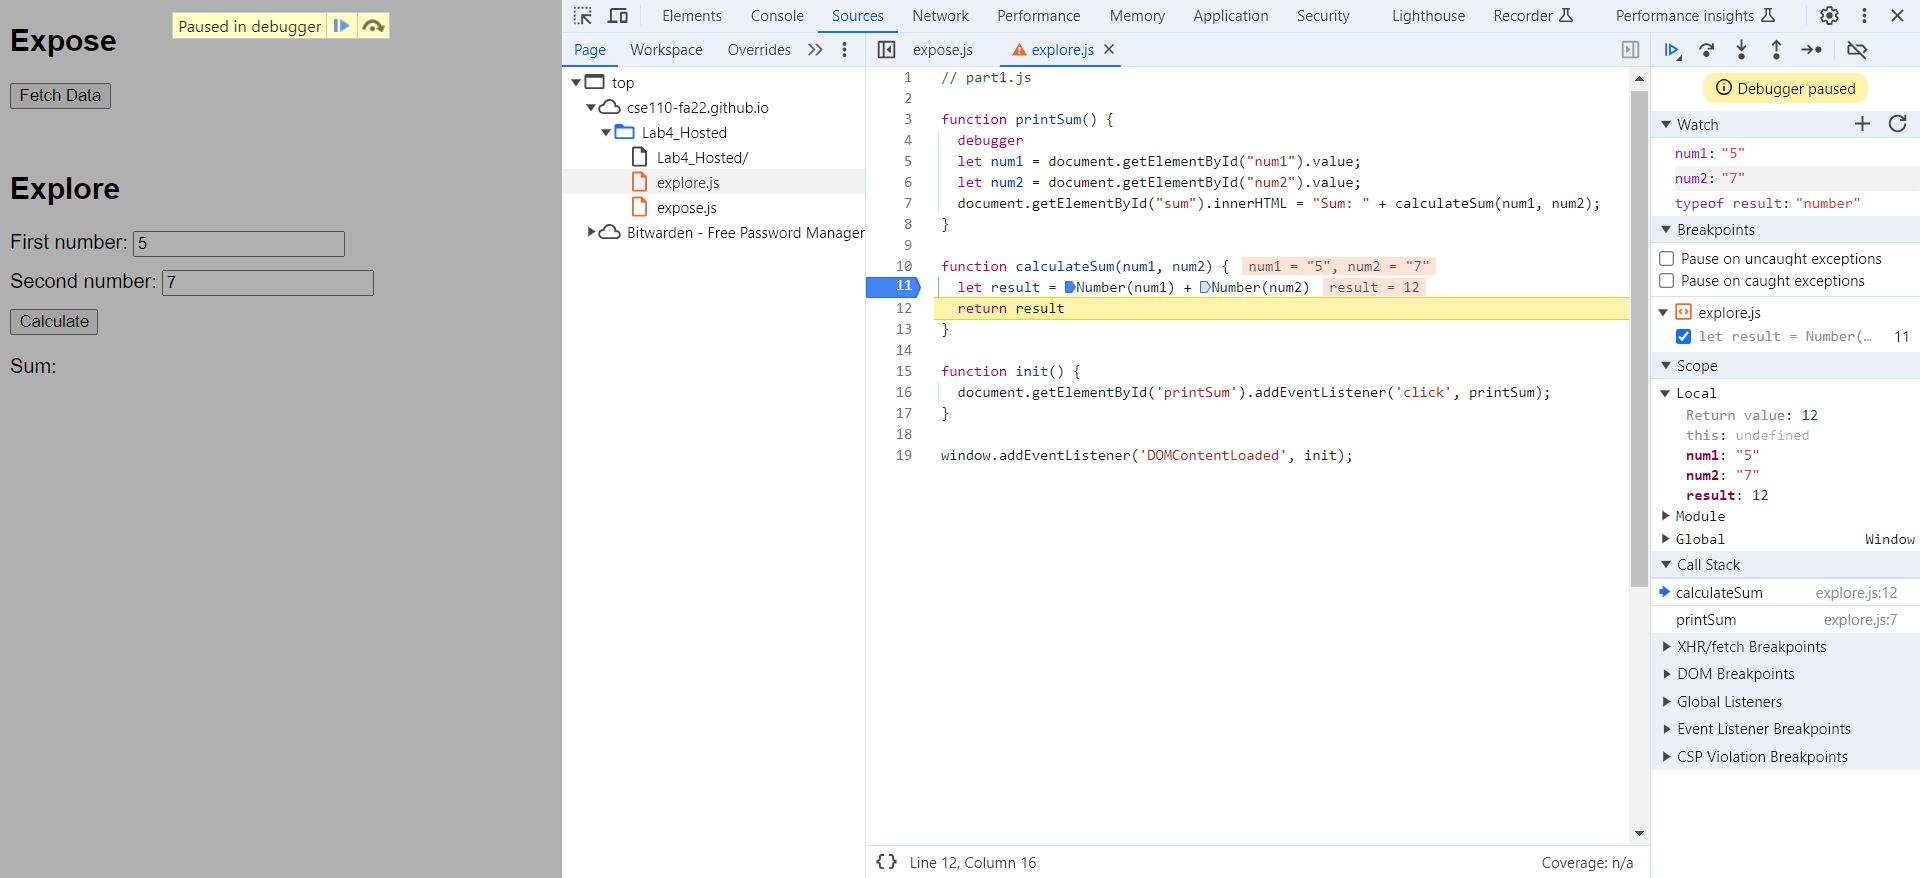 Paused in debugger
Expose
Fetch Data
Explore
First number: 5
Second number: 7
Calculate
Sum:
Elements Console Sources Network Performance Memory Application Security Lighthouse Recorder Performance insights
Page Workspace Overrides
top
cse110-fa22.github.io
Lab4_Hosted
Lab4_Hosted/
explore.js
expose.js
Bitwarden - Free Password Manager
expose.js explore.js
1 // part1.js
2
3 function printSum() {
4 debugger
5 let num1 = document.getElementById("num1").value;
6 let num2 = document.getElementById("num2").value;
7 document.getElementById("sum").innerHTML = "Sum: " + calculateSum(num1, num2);
8 }
9
10 function calculateSum(num1, num2) { num1 = "5", num2 = "7"
11 let result = Number(num1) + Number(num2) result = 12
12 return result
13 }
14
15 function init() {
16 document.getElementById('printSum').addEventListener('click', printSum);
17 }
18
19 window.addEventListener('DOMContentLoaded', init);
{} Line 12, Column 16 Coverage: n/a
Debugger paused
Watch
num1: "5"
num2: "7"
typeof result: "number"
Breakpoints
Pause on uncaught exceptions
Pause on caught exceptions
explore.js
let result = Number(… 11
Scope
Local
Return value: 12
this: undefined
num1: "5"
num2: "7"
result: 12
Module
Global Window
Call Stack
calculateSum explore.js:12
printSum explore.js:7
XHR/fetch Breakpoints
DOM Breakpoints
Global Listeners
Event Listener Breakpoints
CSP Violation Breakpoints